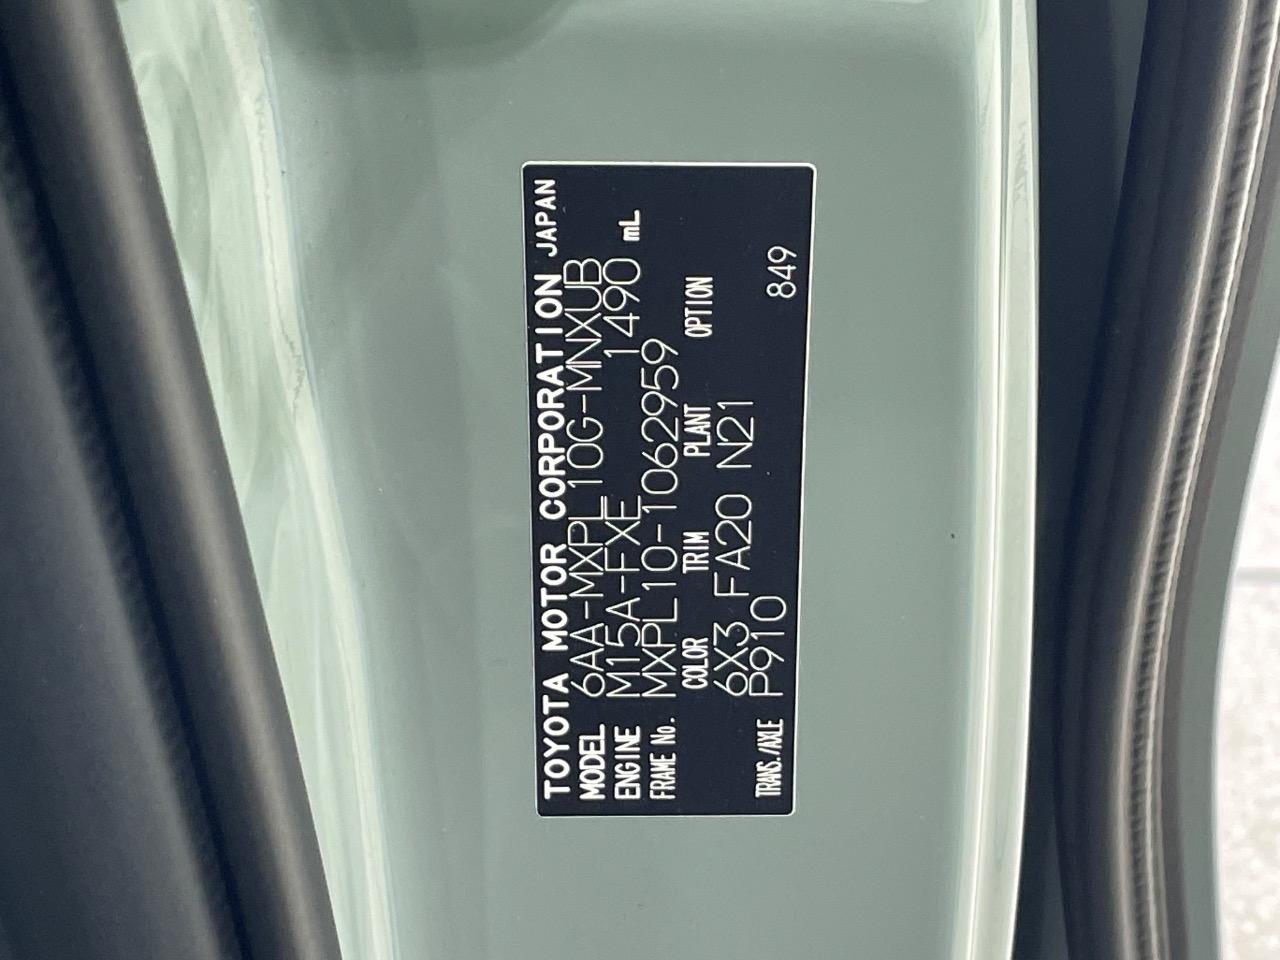 TOYOTA MOTOR CORPORATION JAPAN
MODEL 6AA-MXPL10G-MNXUB
ENGINE M15A-FXE 1490 mL
FRAME No. MXPL10-1062959
COLOR TRIM PLANT OPTION
6X3 FA20 N21
TRANS./AXLE P910 849